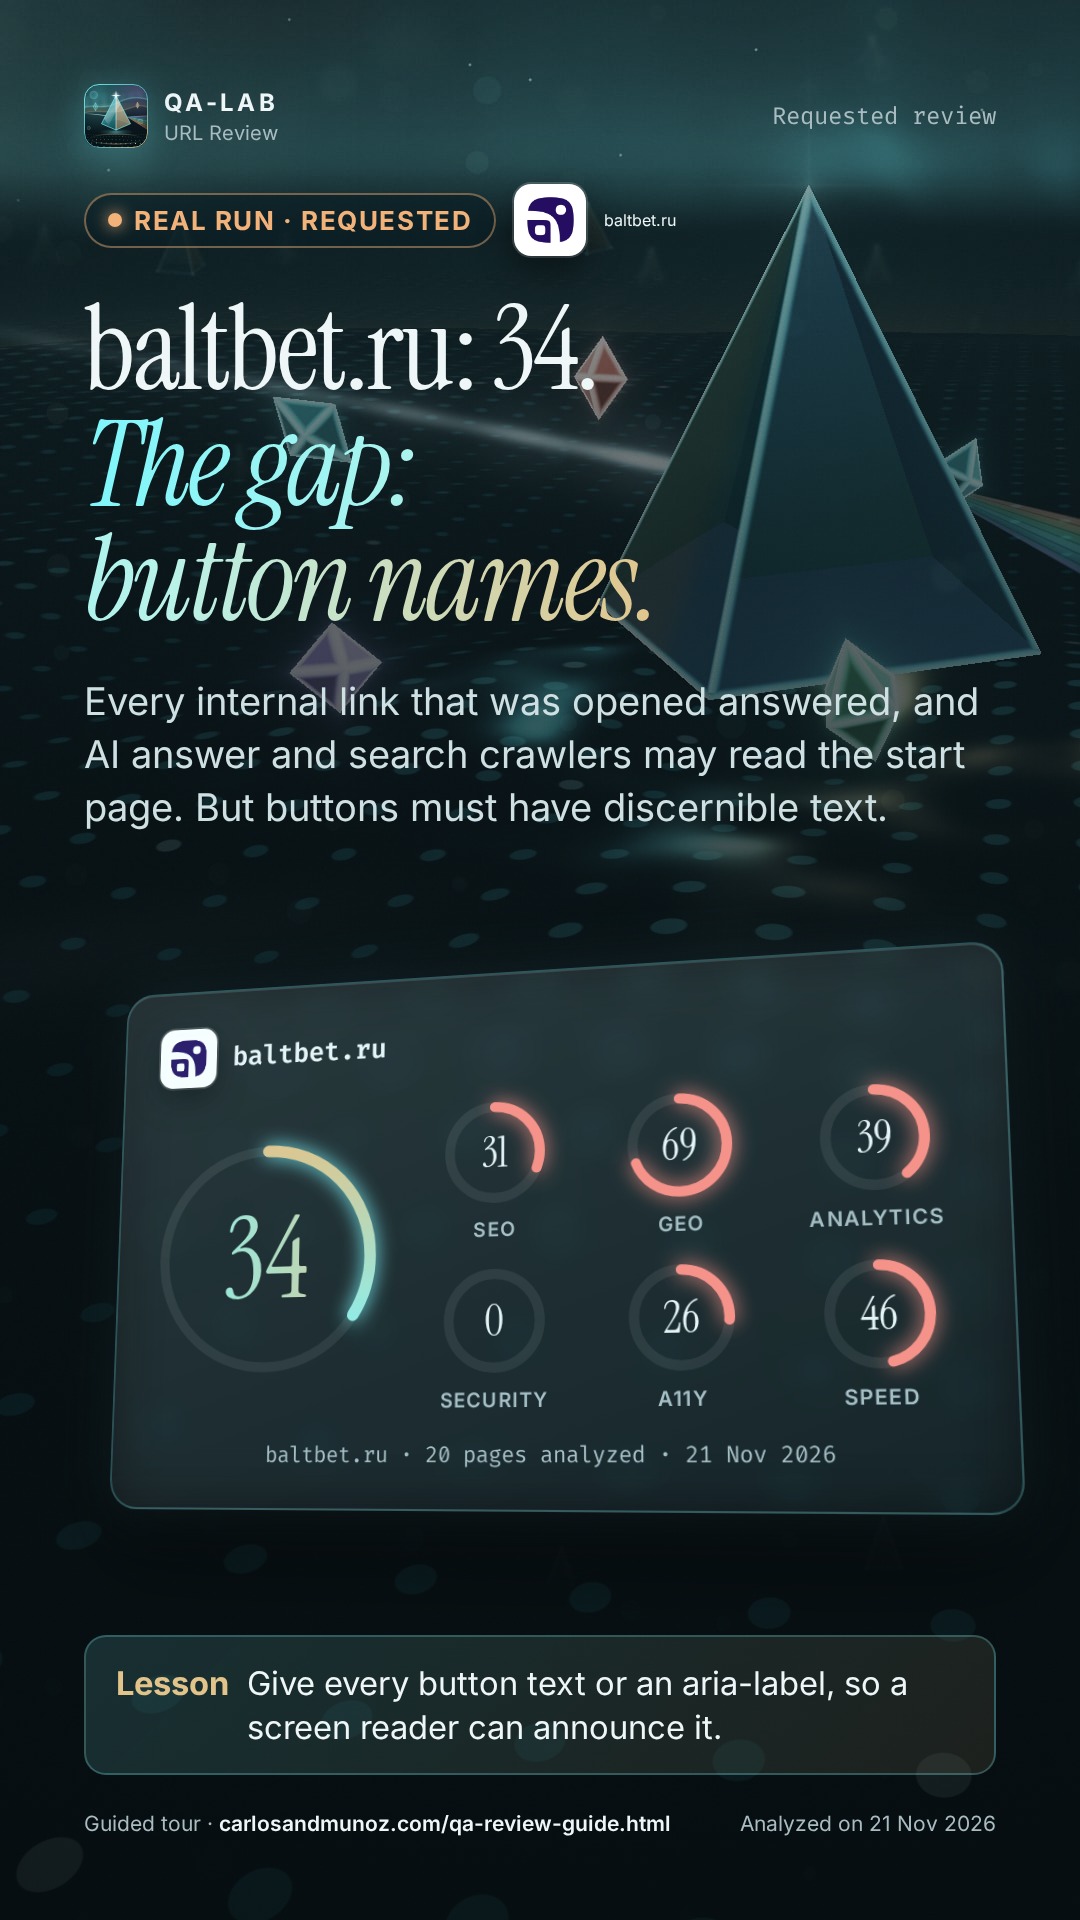 QA-LAB
URL Review
Requested review
REAL RUN · REQUESTED
baltbet.ru
baltbet.ru: 34.
The gap:
button names.
Every internal link that was opened answered, and
AI answer and search crawlers may read the start
page. But buttons must have discernible text.
baltbet.ru
34
31
SEO
69
GEO
39
ANALYTICS
0
SECURITY
26
A11Y
46
SPEED
baltbet.ru · 20 pages analyzed · 21 Nov 2026
Lesson Give every button text or an aria-label, so a
screen reader can announce it.
Guided tour · carlosandmunoz.com/qa-review-guide.html
Analyzed on 21 Nov 2026